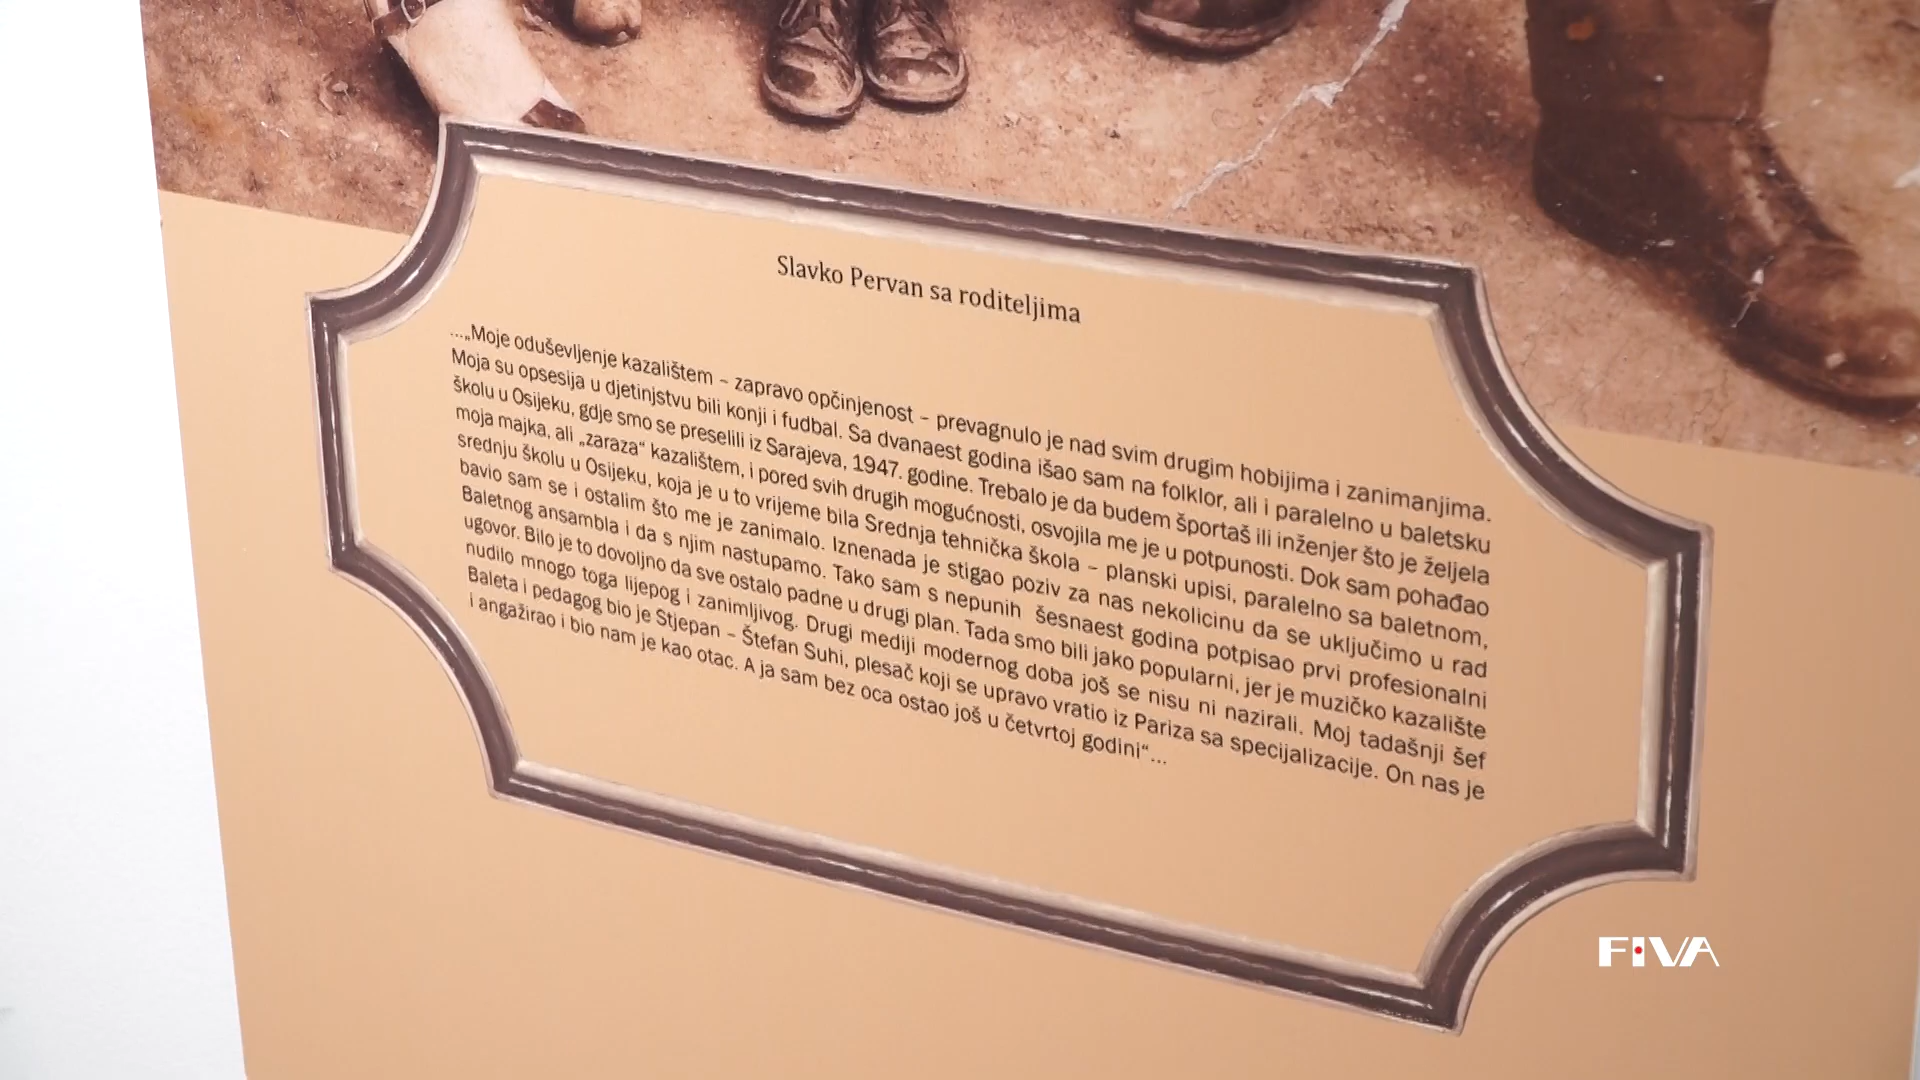 Slavko Pervan sa roditeljima
...„Moje oduševljenje kazalištem – zapravo opčinjenost – prevagnulo je nad svim drugim hobijima i zanimanjima.
Moja su opsesija u djetinjstvu bili konji i fudbal. Sa dvanaest godina išao sam na folklor, ali i paralelno u baletsku
školu u Osijeku, gdje smo se preselili iz Sarajeva, 1947. godine. Trebalo je da budem športaš ili inženjer što je željela
moja majka, ali „zaraza“ kazalištem, i pored svih drugih mogućnosti, osvojila me je u potpunosti. Dok sam pohađao
srednju školu u Osijeku, koja je u to vrijeme bila Srednja tehnička škola – planski upisi, paralelno sa baletnom,
bavio sam se i ostalim što me je zanimalo. Iznenada je stigao poziv za nas nekolicinu da se uključimo u rad
Baletnog ansambla i da s njim nastupamo. Tako sam s nepunih šesnaest godina potpisao prvi profesionalni
ugovor. Bilo je to dovoljno da sve ostalo padne u drugi plan. Tada smo bili jako popularni, jer je muzičko kazalište
nudilo mnogo toga lijepog i zanimljivog. Drugi mediji modernog doba još se nisu ni nazirali. Moj tadašnji šef
Baleta i pedagog bio je Stjepan – Štefan Suhi, plesač koji se upravo vratio iz Pariza sa specijalizacije. On nas je
i angažirao i bio nam je kao otac. A ja sam bez oca ostao još u četvrtoj godini“...
FIVA